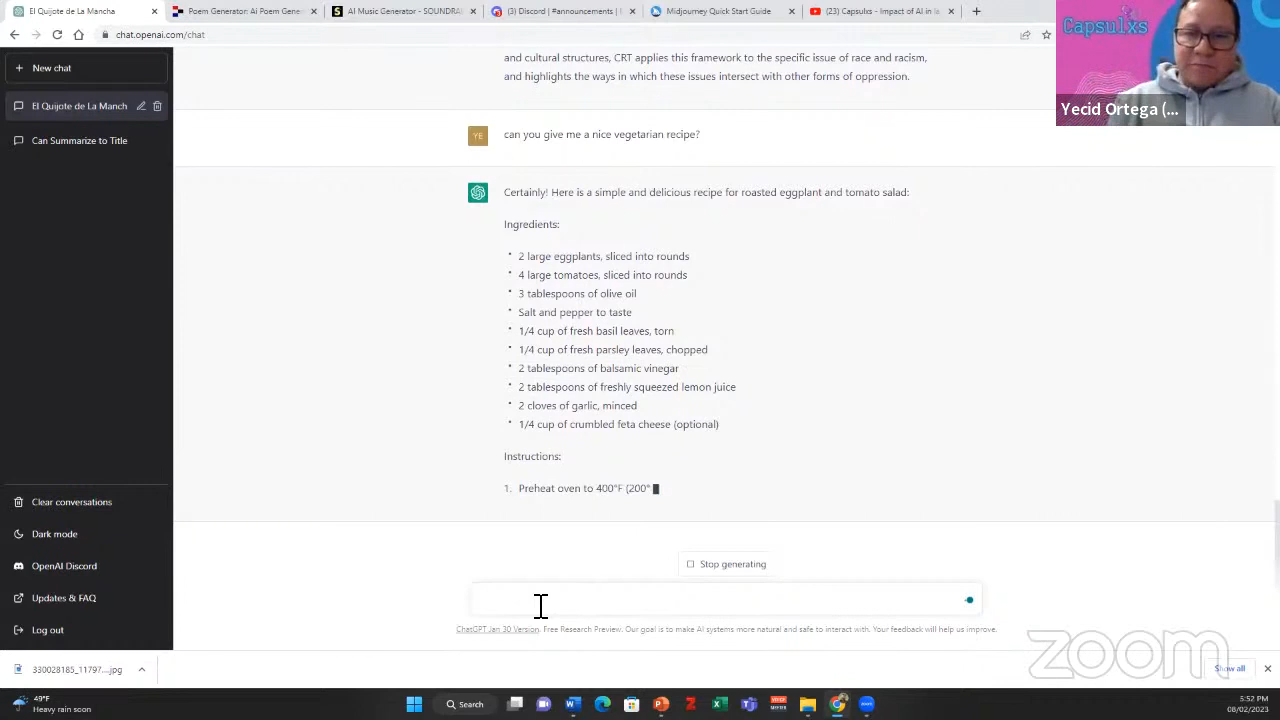 El Quijote de La Mancha
Poem Generator: AI Poem Gener
AI Music Generator - SOUNDRA
(3) Discord | #announcements |
Midjourney Quick Start Guide
(23) Capsulxs - Impact of AI in
chat.openai.com/chat
New chat
El Quijote de La Manch
Can Summarize to Title
Clear conversations
Dark mode
OpenAI Discord
Updates & FAQ
Log out
and cultural structures, CRT applies this framework to the specific issue of race and racism,
and highlights the ways in which these issues intersect with other forms of oppression.
YE
can you give me a nice vegetarian recipe?
Certainly! Here is a simple and delicious recipe for roasted eggplant and tomato salad:
Ingredients:
• 2 large eggplants, sliced into rounds
• 4 large tomatoes, sliced into rounds
• 3 tablespoons of olive oil
• Salt and pepper to taste
• 1/4 cup of fresh basil leaves, torn
• 1/4 cup of fresh parsley leaves, chopped
• 2 tablespoons of balsamic vinegar
• 2 tablespoons of freshly squeezed lemon juice
• 2 cloves of garlic, minced
• 1/4 cup of crumbled feta cheese (optional)
Instructions:
1. Preheat oven to 400°F (200°
Stop generating
ChatGPT Jan 30 Version. Free Research Preview. Our goal is to make AI systems more natural and safe to interact with. Your feedback will help us improve.
Capsulxs
Yecid Ortega (...
zoom
330028185_11797....jpg
Show all
49°F
Heavy rain soon
Search
5:52 PM
08/02/2023